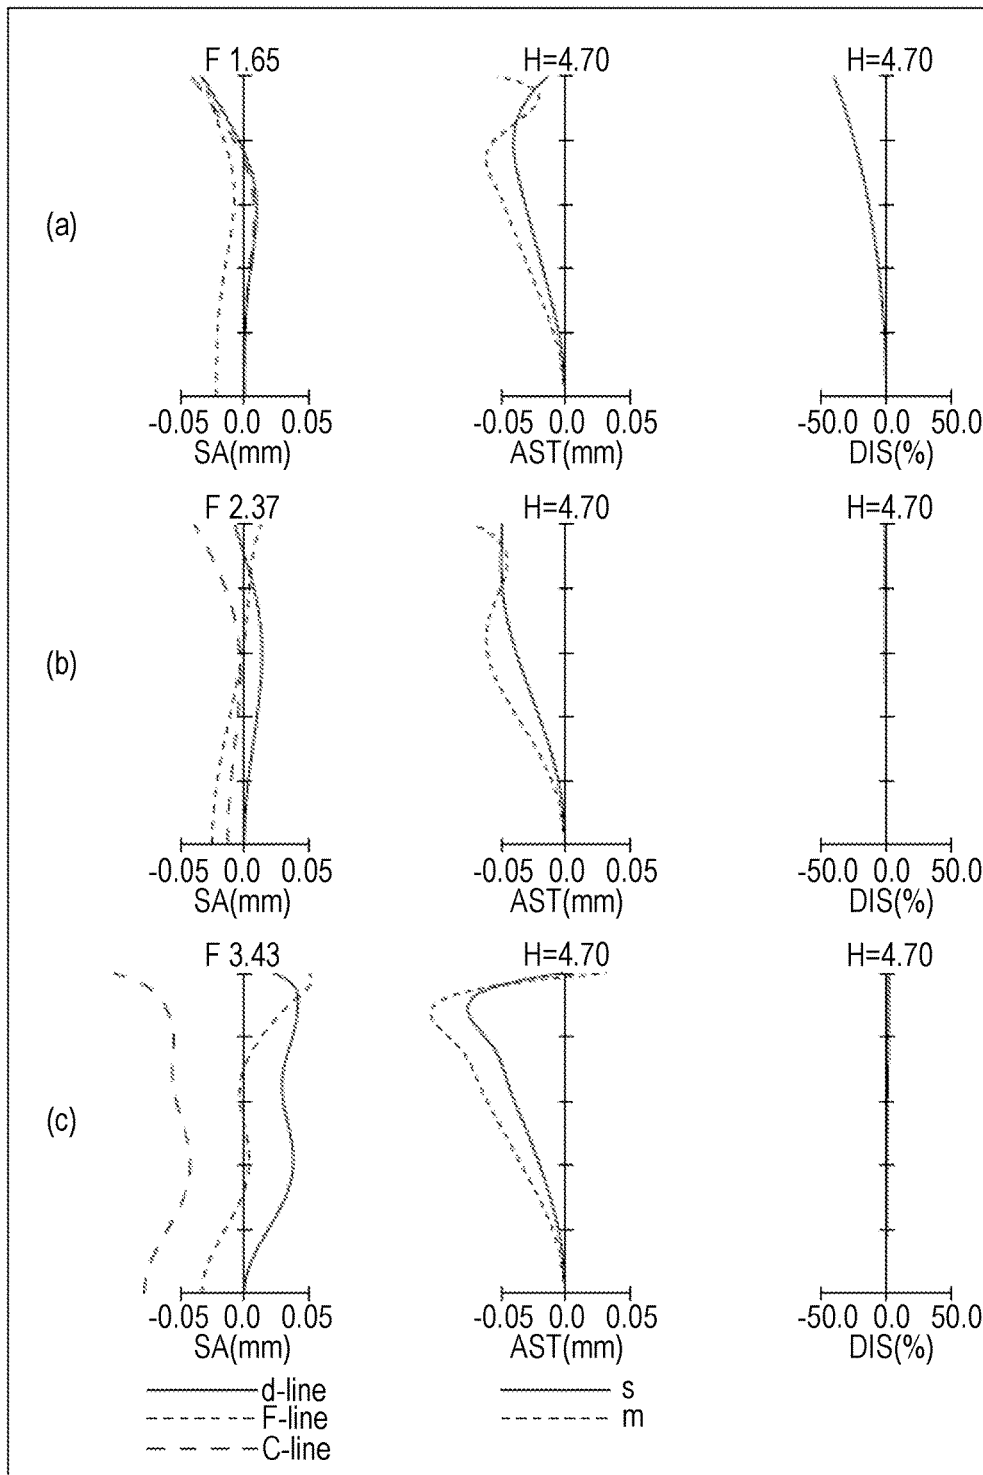 F 1.65 H=4.70 H=4.70
(a)
-0.05 0.0 0.05 -0.05 0.0 0.05 -50.0 0.0 50.0
SA(mm) AST(mm) DIS(%)
F 2.37 H=4.70 H=4.70
(b)
-0.05 0.0 0.05 -0.05 0.0 0.05 -50.0 0.0 50.0
SA(mm) AST(mm) DIS(%)
F 3.43 H=4.70 H=4.70
(c)
-0.05 0.0 0.05 -0.05 0.0 0.05 -50.0 0.0 50.0
SA(mm) AST(mm) DIS(%)
d-line s
F-line m
C-line